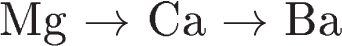 Mg → Ca → Ba